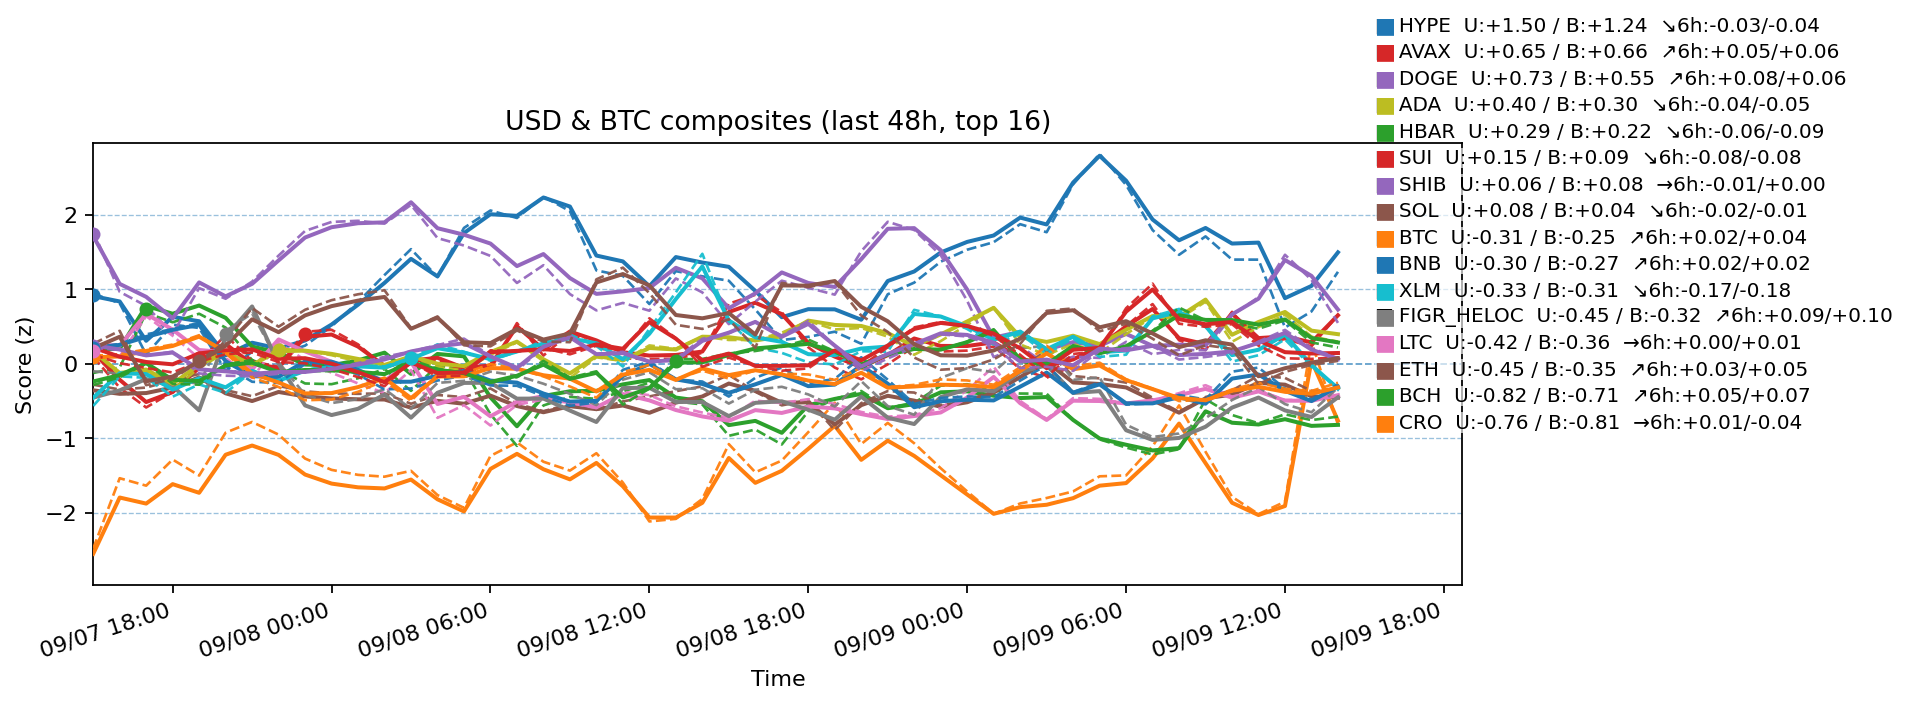 HYPE  U:+1.50 / B:+1.24  ↘6h:-0.03/-0.04
AVAX  U:+0.65 / B:+0.66  ↗6h:+0.05/+0.06
DOGE  U:+0.73 / B:+0.55  ↗6h:+0.08/+0.06
ADA  U:+0.40 / B:+0.30  ↘6h:-0.04/-0.05
HBAR  U:+0.29 / B:+0.22  ↘6h:-0.06/-0.09
SUI  U:+0.15 / B:+0.09  ↘6h:-0.08/-0.08
SHIB  U:+0.06 / B:+0.08  →6h:-0.01/+0.00
SOL  U:+0.08 / B:+0.04  ↘6h:-0.02/-0.01
BTC  U:-0.31 / B:-0.25  ↗6h:+0.02/+0.04
BNB  U:-0.30 / B:-0.27  ↗6h:+0.02/+0.02
XLM  U:-0.33 / B:-0.31  ↘6h:-0.17/-0.18
FIGR_HELOC  U:-0.45 / B:-0.32  ↗6h:+0.09/+0.10
LTC  U:-0.42 / B:-0.36  →6h:+0.00/+0.01
ETH  U:-0.45 / B:-0.35  ↗6h:+0.03/+0.05
BCH  U:-0.82 / B:-0.71  ↗6h:+0.05/+0.07
CRO  U:-0.76 / B:-0.81  →6h:+0.01/-0.04
USD & BTC composites (last 48h, top 16)
Score (z)
2
1
0
−1
−2
09/07 18:00
09/08 00:00
09/08 06:00
09/08 12:00
09/08 18:00
09/09 00:00
09/09 06:00
09/09 12:00
09/09 18:00
Time